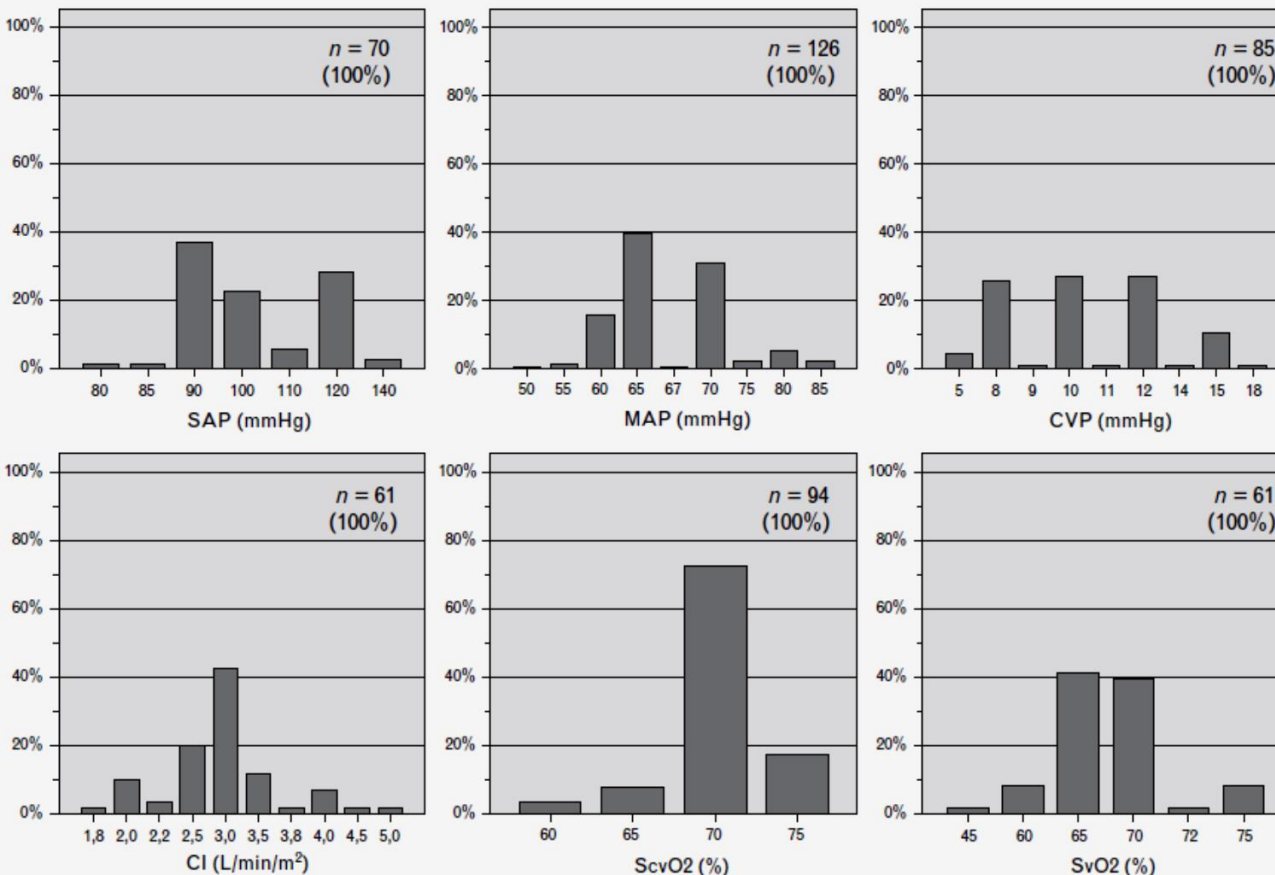 100%
80%
60%
40%
20%
0%
n = 70
(100%)
80 85 90 100 110 120 140
SAP (mmHg)
100%
80%
60%
40%
20%
0%
n = 126
(100%)
50 55 60 65 67 70 75 80 85
MAP (mmHg)
100%
80%
60%
40%
20%
0%
n = 85
(100%)
5 8 9 10 11 12 14 15 18
CVP (mmHg)
100%
80%
60%
40%
20%
0%
n = 61
(100%)
1,8 2,0 2,2 2,5 3,0 3,5 3,8 4,0 4,5 5,0
CI (L/min/m²)
100%
80%
60%
40%
20%
0%
n = 94
(100%)
60 65 70 75
ScvO2 (%)
100%
80%
60%
40%
20%
0%
n = 61
(100%)
45 60 65 70 72 75
SvO2 (%)